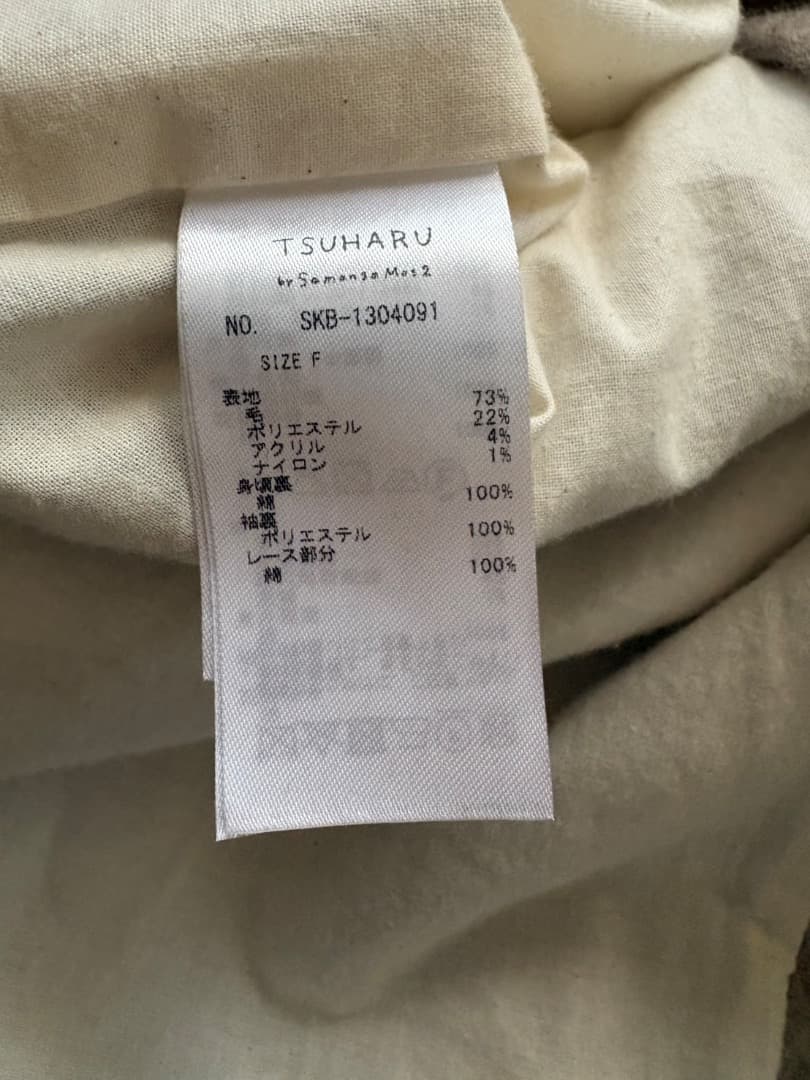 TSUHARU
by Samansa Mos2
NO. SKB-1304091
SIZE F
表地
毛 73%
ポリエステル 22%
アクリル 4%
ナイロン 1%
身頃裏
綿 100%
袖裏
ポリエステル 100%
レース部分
綿 100%